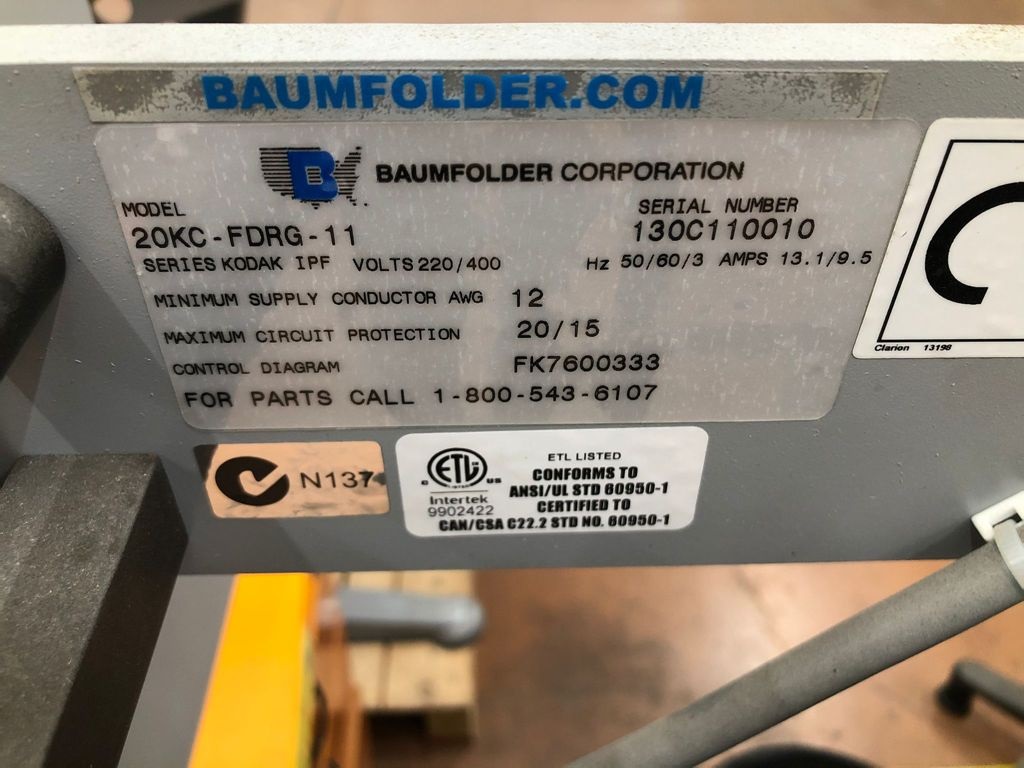 BAUMFOLDER.COM
B BAUMFOLDER CORPORATION
MODEL
20KC-FDRG-11
SERIAL NUMBER
130C110010
SERIES KODAK IPF VOLTS 220/400 Hz 50/60/3 AMPS 13.1/9.5
MINIMUM SUPPLY CONDUCTOR AWG 12
MAXIMUM CIRCUIT PROTECTION 20/15
CONTROL DIAGRAM FK7600333
FOR PARTS CALL 1-800-543-6107
Clarion 13198
N137
ETL LISTED
CONFORMS TO
ANSI/UL STD 60950-1
CERTIFIED TO
CAN/CSA C22.2 STD NO. 60950-1
C ETL US
Intertek
9902422